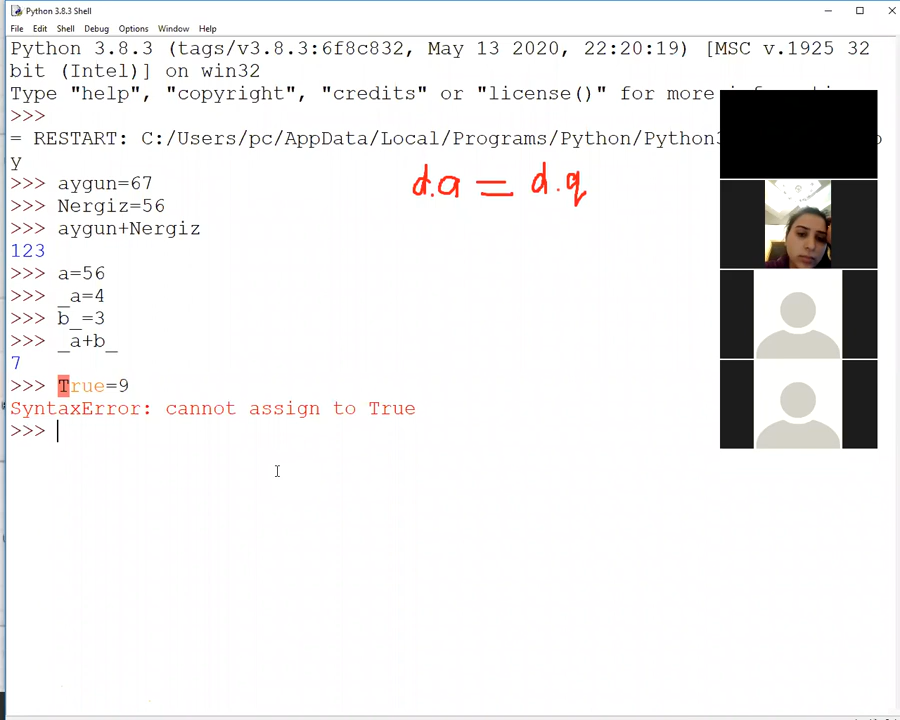 Python 3.8.3 Shell
File Edit Shell Debug Options Window Help
Python 3.8.3 (tags/v3.8.3:6f8c832, May 13 2020, 22:20:19) [MSC v.1925 32
bit (Intel)] on win32
Type "help", "copyright", "credits" or "license()" for more
>>>
= RESTART: C:/Users/pc/AppData/Local/Programs/Python/Python3
y
>>> aygun=67
d.a = d.q
>>> Nergiz=56
>>> aygun+Nergiz
123
>>> a=56
>>> _a=4
>>> b_=3
>>> _a+b_
7
>>> True=9
SyntaxError: cannot assign to True
>>>